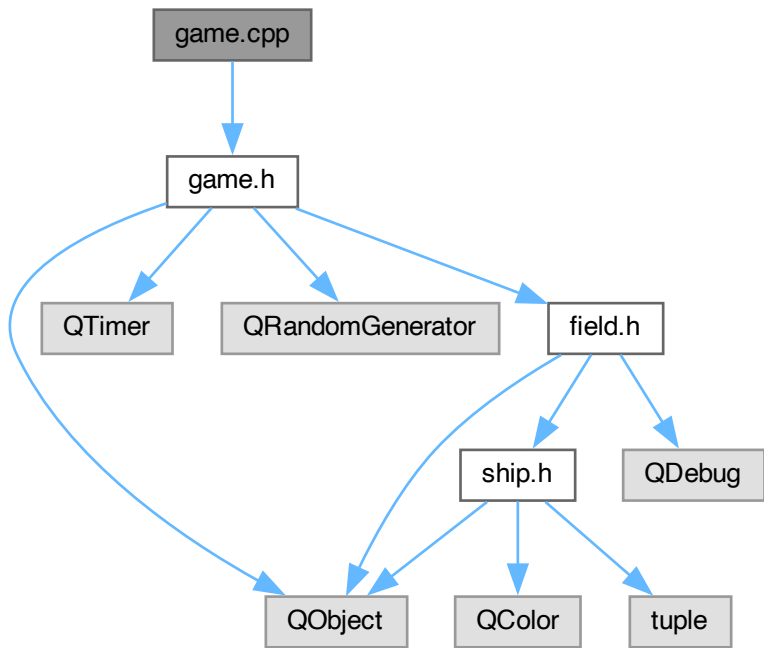 game.cpp
game.h
QTimer
QRandomGenerator
field.h
ship.h
QDebug
QObject
QColor
tuple